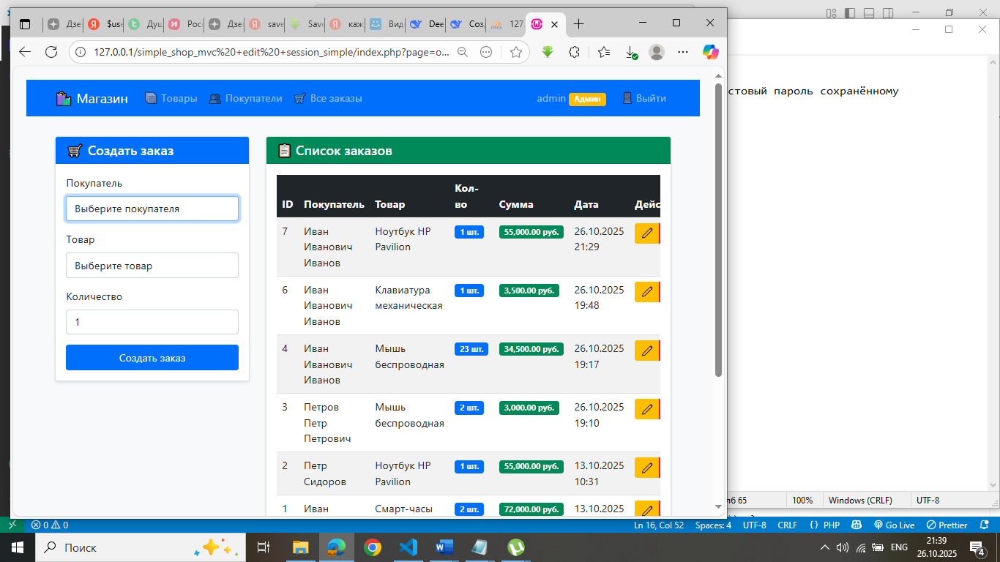 Дзе
$use
Душ
Рос
Дзе
save
Save
каж
Вид
Dee
Соз
127
127.0.0.1/simple_shop_mvc%20+edit%20+session_simple/index.php?page=o...
Магазин
Товары
Покупатели
Все заказы
admin Админ
Выйти
Создать заказ
Покупатель
Выберите покупателя
Товар
Выберите товар
Количество
1
Создать заказ
Список заказов
ID Покупатель Товар Кол-во Сумма Дата Дейс
7 Иван Иванович Иванов Ноутбук HP Pavilion 1 шт. 55,000.00 руб. 26.10.2025 21:29
6 Иван Иванович Иванов Клавиатура механическая 1 шт. 3,500.00 руб. 26.10.2025 19:48
4 Иван Иванович Иванов Мышь беспроводная 23 шт. 34,500.00 руб. 26.10.2025 19:17
3 Петров Петр Петрович Мышь беспроводная 2 шт. 3,000.00 руб. 26.10.2025 19:10
2 Петр Сидоров Ноутбук HP Pavilion 1 шт. 55,000.00 руб. 13.10.2025 10:31
1 Иван Смарт-часы 2 шт. 72,000.00 руб. 13.10.2025
стовый пароль сохранённому
лб 65 100% Windows (CRLF) UTF-8
0 0
Ln 16, Col 52 Spaces: 4 UTF-8 CRLF {} PHP Go Live Prettier
Поиск
ENG
21:39
26.10.2025
4